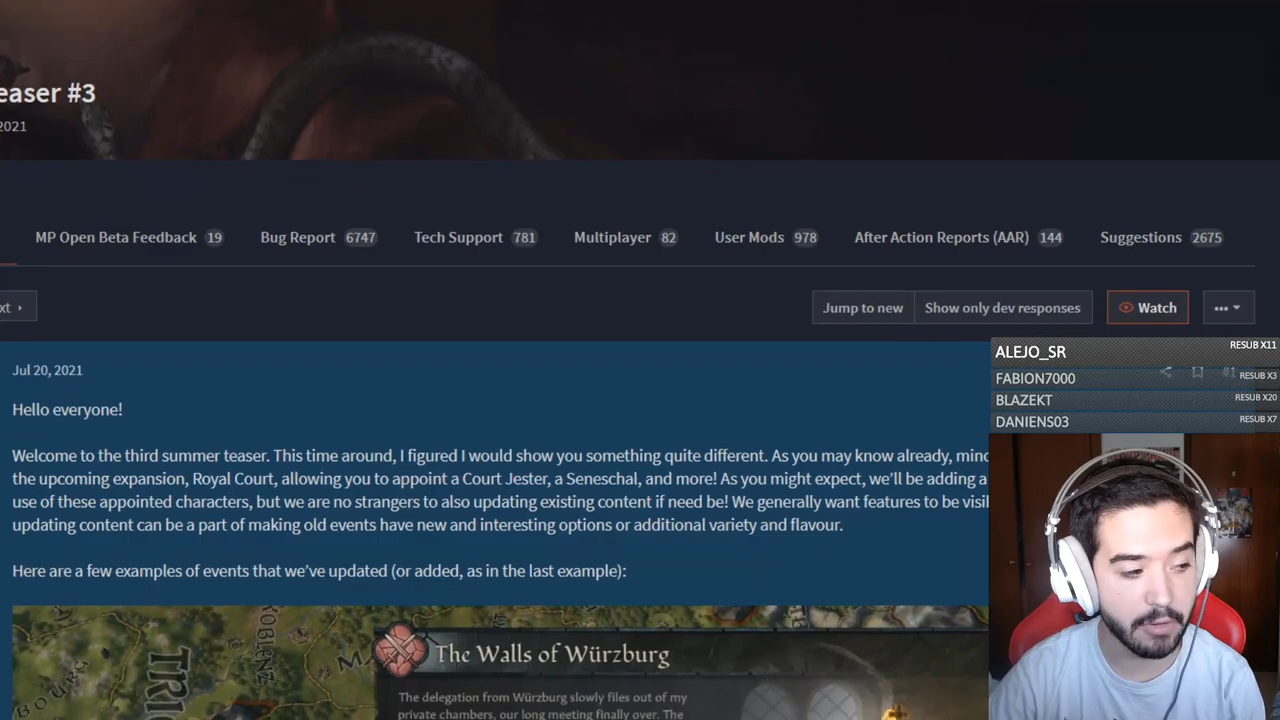 easer #3
2021
MP Open Beta Feedback 19 Bug Report 6747 Tech Support 781 Multiplayer 82 User Mods 978 After Action Reports (AAR) 144 Suggestions 2675
xt
Jump to new Show only dev responses Watch •••
Jul 20, 2021
Hello everyone!
Welcome to the third summer teaser. This time around, I figured I would show you something quite different. As you may know already, mino
the upcoming expansion, Royal Court, allowing you to appoint a Court Jester, a Seneschal, and more! As you might expect, we'll be adding a
use of these appointed characters, but we are no strangers to also updating existing content if need be! We generally want features to be visi
updating content can be a part of making old events have new and interesting options or additional variety and flavour.
Here are a few examples of events that we've updated (or added, as in the last example):
ALEJO_SR RESUB X11
FABION7000 #1 RESUB X3
BLAZEKT RESUB X20
DANIENS03 RESUB X7
The Walls of Würzburg
The delegation from Würzburg slowly files out of my
private chambers, our long meeting finally over. The
OBLENZ
BOURG
TRI
MA